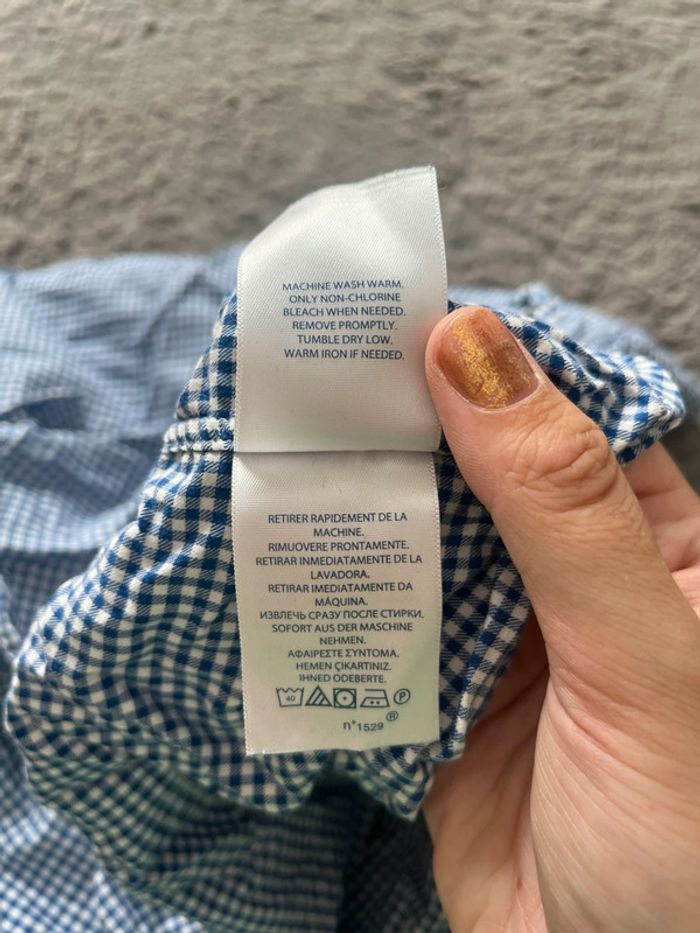 MACHINE WASH WARM.
ONLY NON-CHLORINE
BLEACH WHEN NEEDED.
REMOVE PROMPTLY.
TUMBLE DRY LOW.
WARM IRON IF NEEDED.
RETIRER RAPIDEMENT DE LA
MACHINE.
RIMUOVERE PRONTAMENTE.
RETIRAR INMEDIATAMENTE DE LA
LAVADORA.
RETIRAR IMEDIATAMENTE DA
MÁQUINA.
ИЗВЛЕЧЬ СРАЗУ ПОСЛЕ СТИРКИ.
SOFORT AUS DER MASCHINE
NEHMEN.
ΑΦΑΙΡΕΣΤΕ ΣΥΝΤΟΜΑ.
HEMEN ÇIKARTINIZ.
IHNED ODEBERTE.
40 P
n°1529 ®